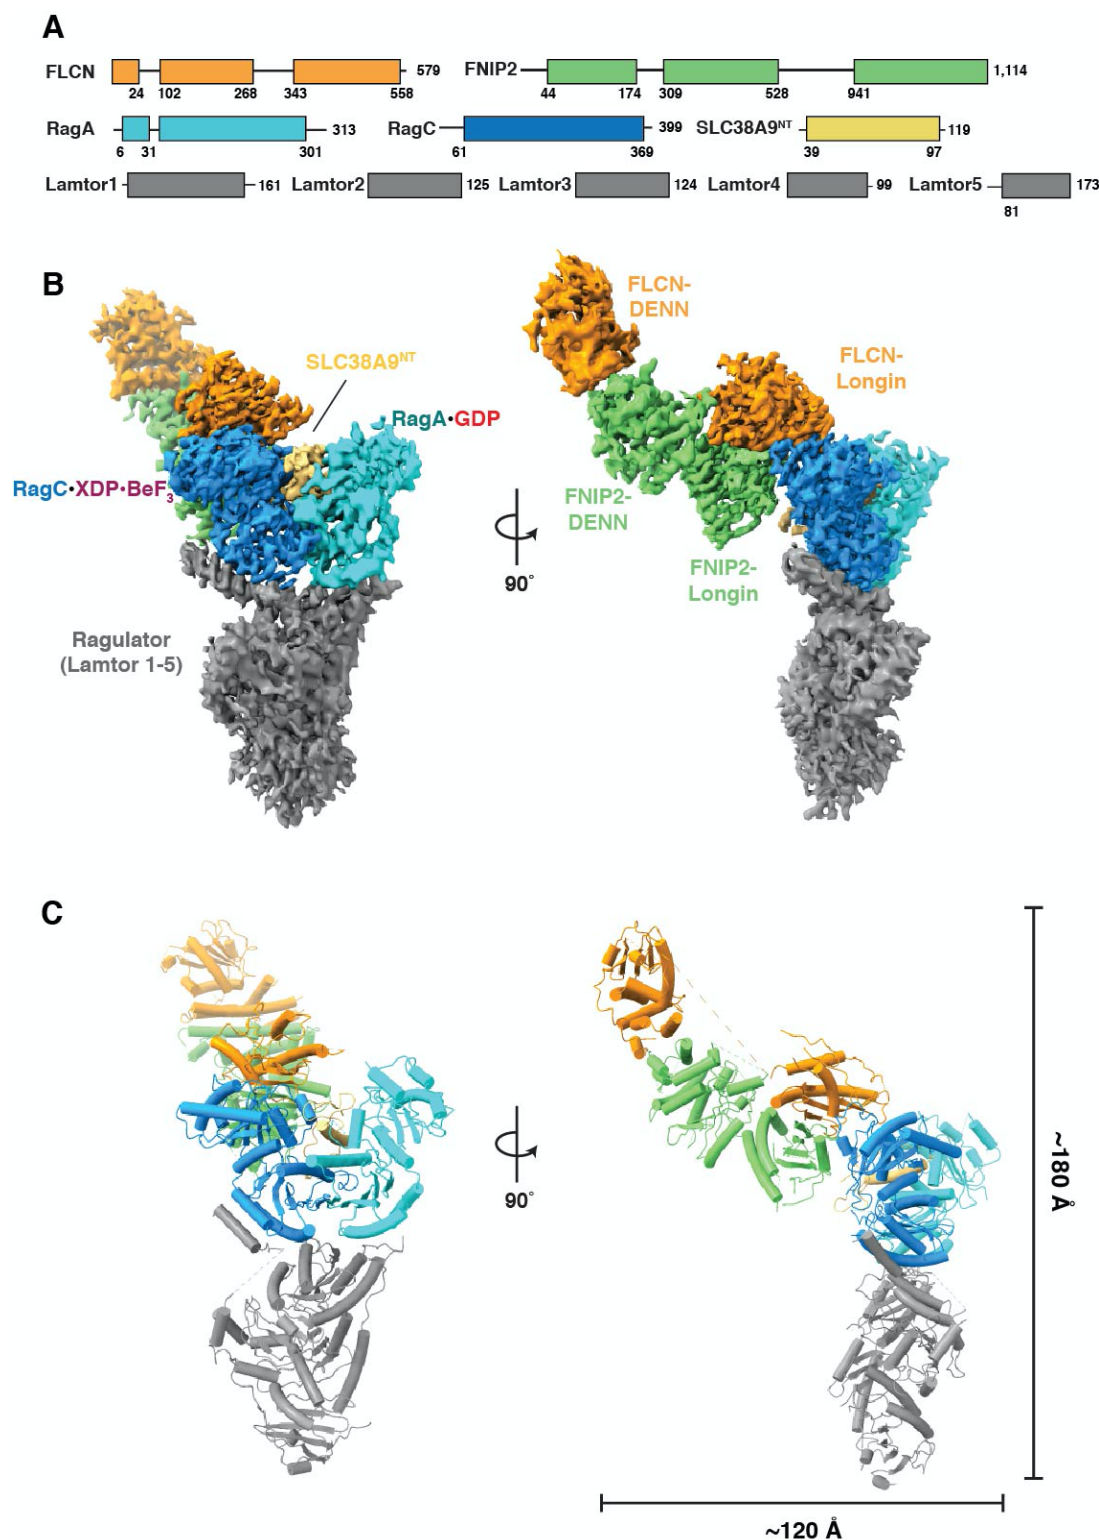 A
FLCN 579 FNIP2 1,114
24 102 268 343 558 44 174 309 528 941
RagA 313 RagC 399 SLC38A9NT 119
6 31 301 61 369 39 97
Lamtor1 161 Lamtor2 125 Lamtor3 124 Lamtor4 99 Lamtor5 173
81
B
FLCN-
DENN
SLC38A9NT
FLCN-
Longin
RagA•GDP
RagC•XDP•BeF3
FNIP2-
DENN
90°
FNIP2-
Longin
Ragulator
(Lamtor 1-5)
C
90°
~180 Å
~120 Å